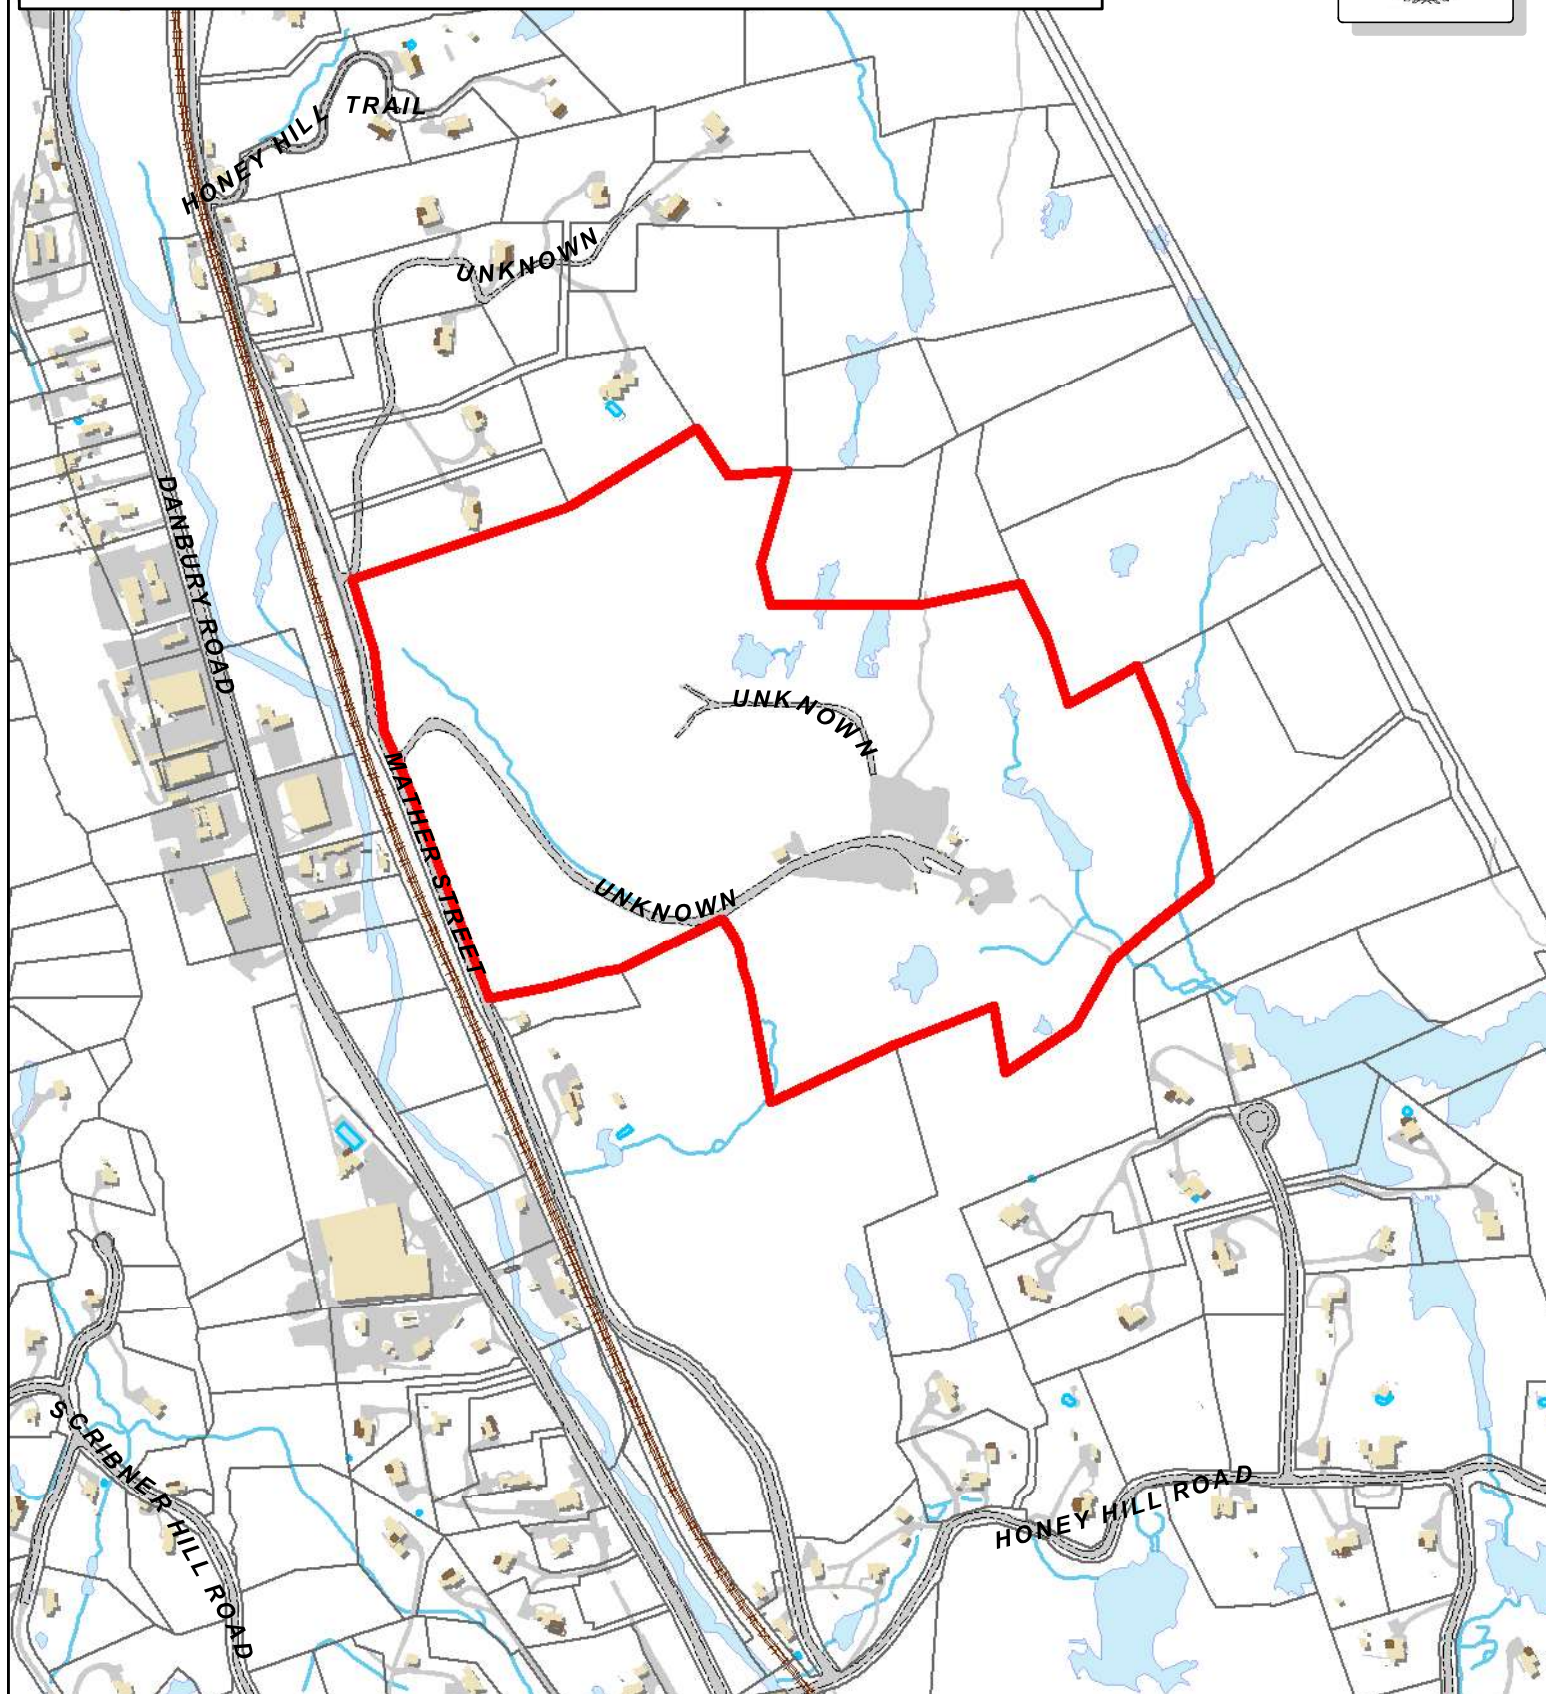 HONEY HILL TRAIL
UNKNOWN
DANBURY ROAD
UNKNOWN
MATHER STREET
UNKNOWN
SCRIBNER HILL ROAD
HONEY HILL ROAD